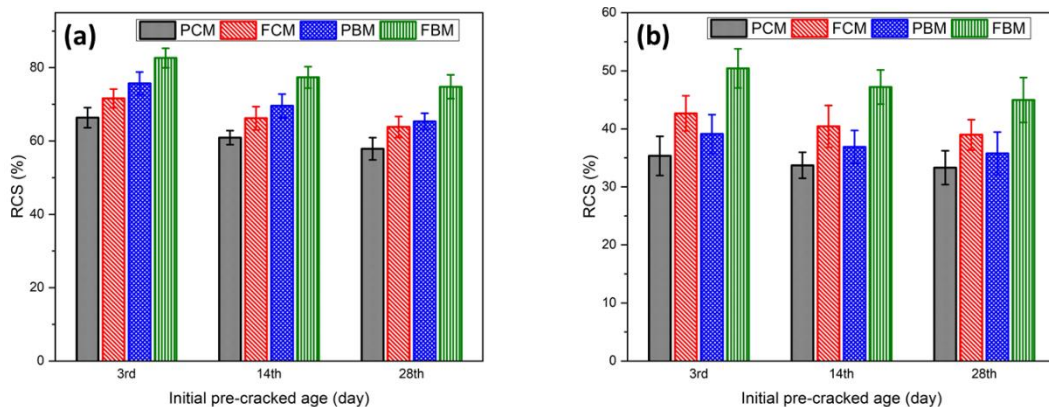 (a)
PCM FCM PBM FBM
80
60
40
20
0
RCS (%)
3rd 14th 28th
Initial pre-cracked age (day)
(b)
PCM FCM PBM FBM
60
50
40
30
20
10
0
RCS (%)
3rd 14th 28th
Initial pre-cracked age (day)